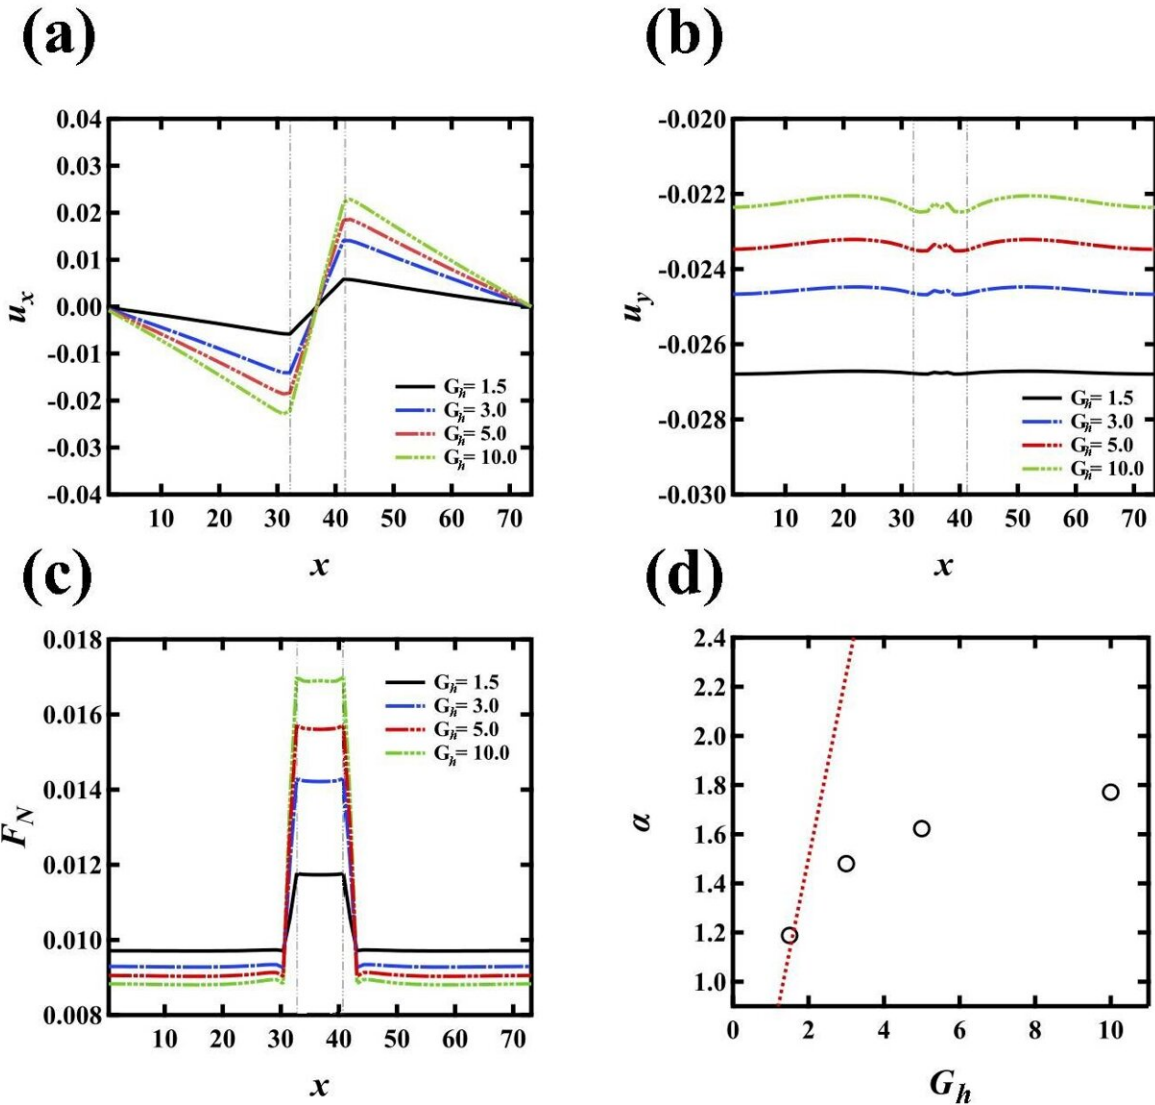 (a)
0.04
0.03
0.02
0.01
0.00
-0.01
-0.02
-0.03
-0.04
u_x
G_h= 1.5
G_h= 3.0
G_h= 5.0
G_h= 10.0
10 20 30 40 50 60 70
x
(b)
-0.020
-0.022
-0.024
-0.026
-0.028
-0.030
u_y
G_h= 1.5
G_h= 3.0
G_h= 5.0
G_h= 10.0
10 20 30 40 50 60 70
x
(c)
0.018
0.016
0.014
0.012
0.010
0.008
F_N
G_h= 1.5
G_h= 3.0
G_h= 5.0
G_h= 10.0
10 20 30 40 50 60 70
x
(d)
2.4
2.2
2.0
1.8
1.6
1.4
1.2
1.0
α
0 2 4 6 8 10
G_h